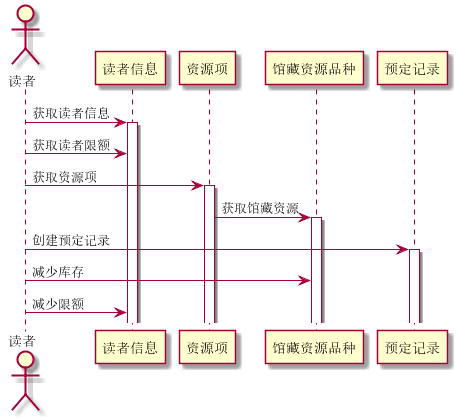 读者
读者信息
资源项
馆藏资源品种
预定记录
获取读者信息
获取读者限额
获取资源项
获取馆藏资源
创建预定记录
减少库存
减少限额
读者
读者信息
资源项
馆藏资源品种
预定记录